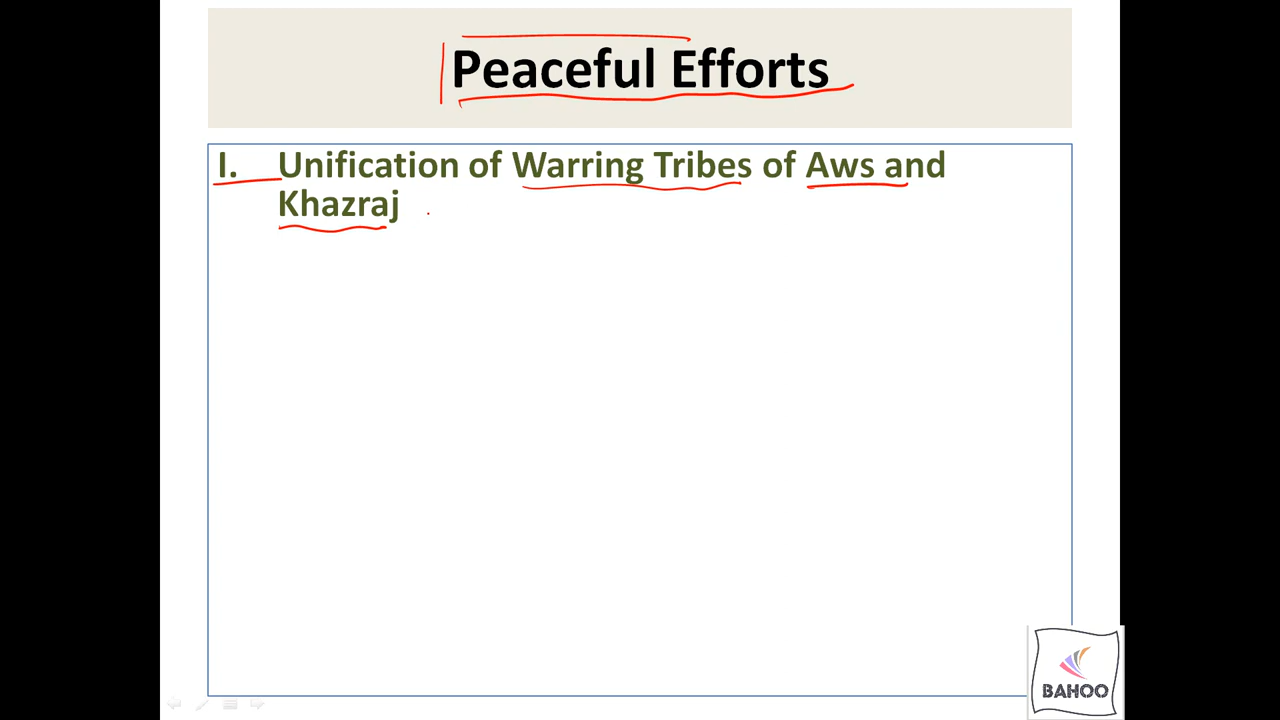 Peaceful Efforts
I. Unification of Warring Tribes of Aws and
Khazraj
BAHOO